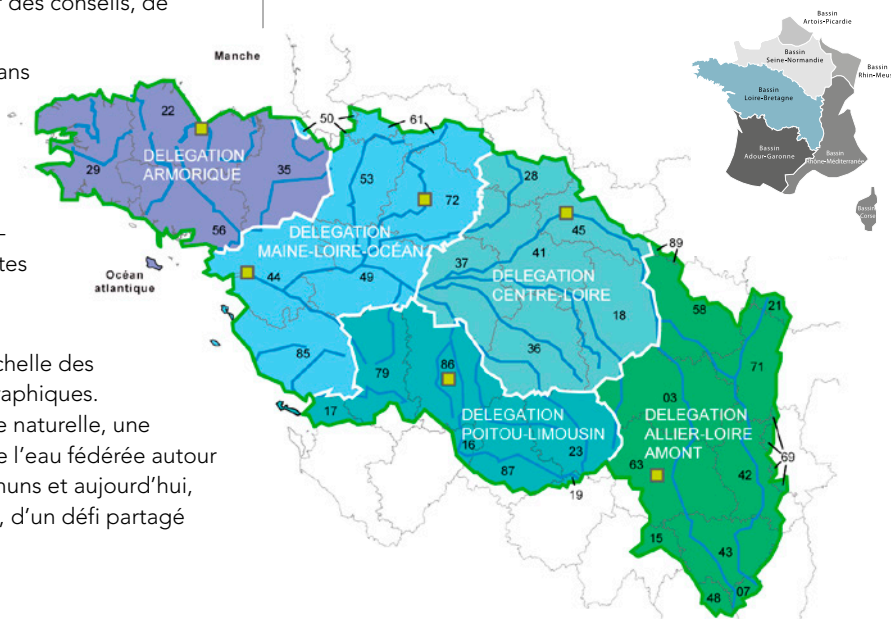 r des conseils, de
ans
tes
chelle des
raphiques.
e naturelle, une
e l'eau fédérée autour
nuns et aujourd'hui,
, d'un défi partagé
Manche
Océan
atlantique
22
29
35
56
DELEGATION
ARMORIQUE
50
61
53
72
DELEGATION
MAINE-LOIRE-OCÉAN
44
49
85
28
45
41
37
DELEGATION
CENTRE-LOIRE
18
36
79
86
17
DELEGATION
POITOU-LIMOUSIN
16
23
87
19
89
58
21
71
03
DELEGATION
ALLIER-LOIRE
AMONT
69
63
42
15
43
48
07
Bassin
Artois-Picardie
Bassin
Seine-Normandie
Bassin
Rhin-Meus
Bassin
Loire-Bretagne
Bassin
Adour-Garonne
Bassin
Rhône-Méditerranée
Bassin
Corse